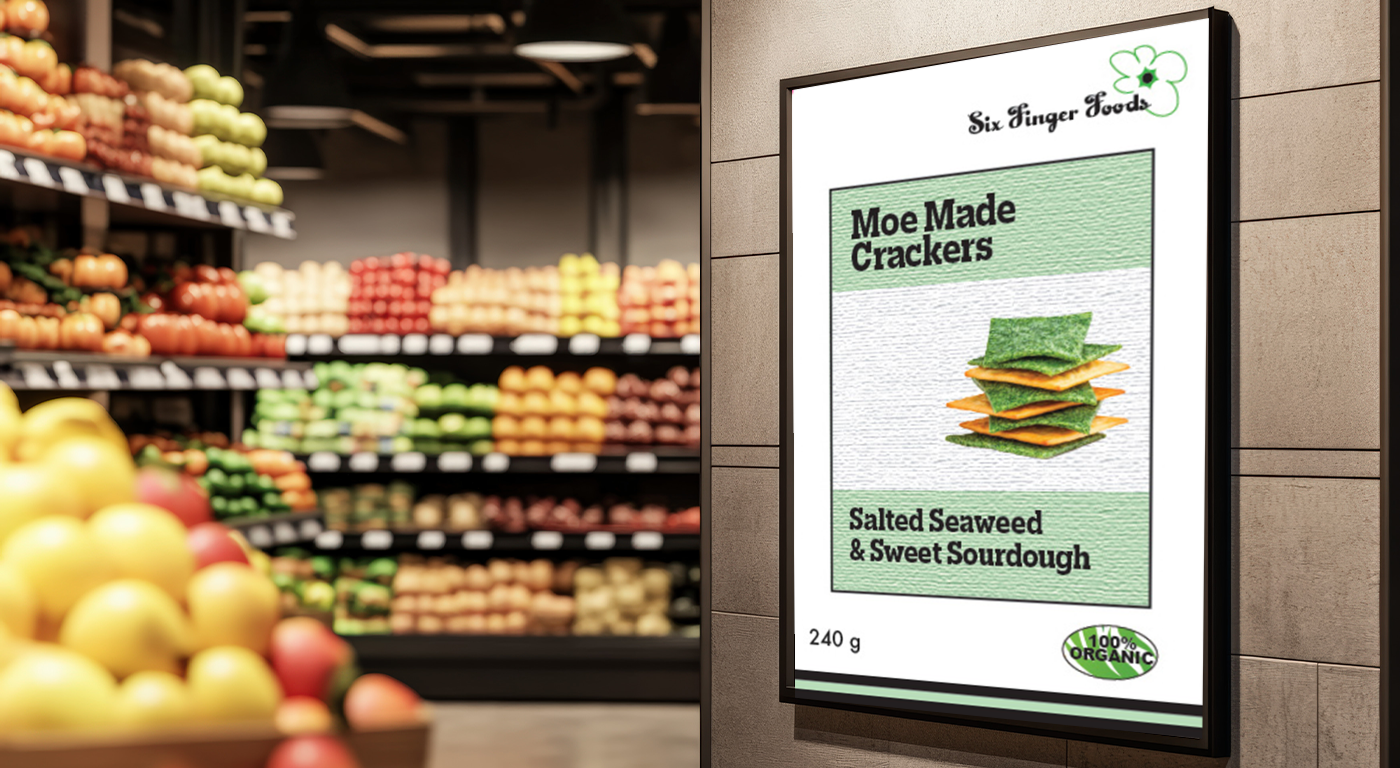 Six Finger Foods
Moe Made
Crackers
Salted Seaweed
& Sweet Sourdough
240 g
100%
ORGANIC